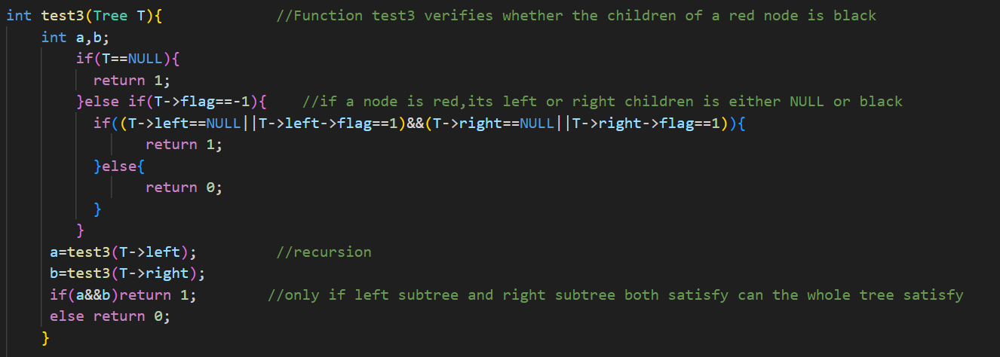 int test3(Tree T){             //Function test3 verifies whether the children of a red node is black
    int a,b;
        if(T==NULL){
          return 1;
        }else if(T->flag==-1){    //if a node is red,its left or right children is either NULL or black
          if((T->left==NULL||T->left->flag==1)&&(T->right==NULL||T->right->flag==1)){
                return 1;
          }else{
                return 0;
          }
        }
     a=test3(T->left);         //recursion
     b=test3(T->right);
     if(a&&b)return 1;        //only if left subtree and right subtree both satisfy can the whole tree satisfy
     else return 0;
    }